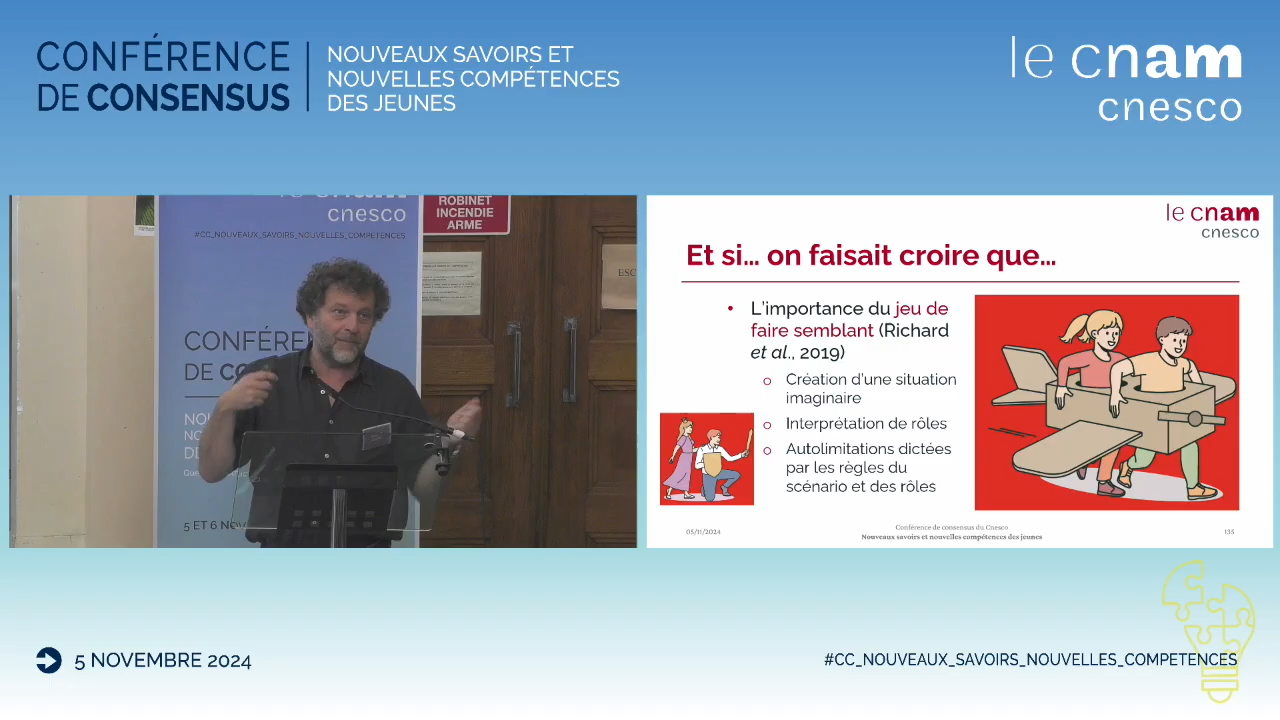 CONFÉRENCE
DE CONSENSUS
NOUVEAUX SAVOIRS ET
NOUVELLES COMPÉTENCES
DES JEUNES
le cnam
cnesco
cnesco
#CC_NOUVEAUX_SAVOIRS_NOUVELLES_COMPETENCES
ROBINET
INCENDIE
ARME
ESC
CONFÉRE
DE CO
5 ET 6 NOV
le cnam
cnesco
Et si... on faisait croire que...
• L'importance du jeu de
faire semblant (Richard
et al., 2019)
o Création d'une situation
imaginaire
o Interprétation de rôles
o Autolimitations dictées
par les règles du
scénario et des rôles
05/11/2024
Conférence de consensus du Cnesco
Nouveaux savoirs et nouvelles compétences des jeunes
135
5 NOVEMBRE 2024
#CC_NOUVEAUX_SAVOIRS_NOUVELLES_COMPETENCES